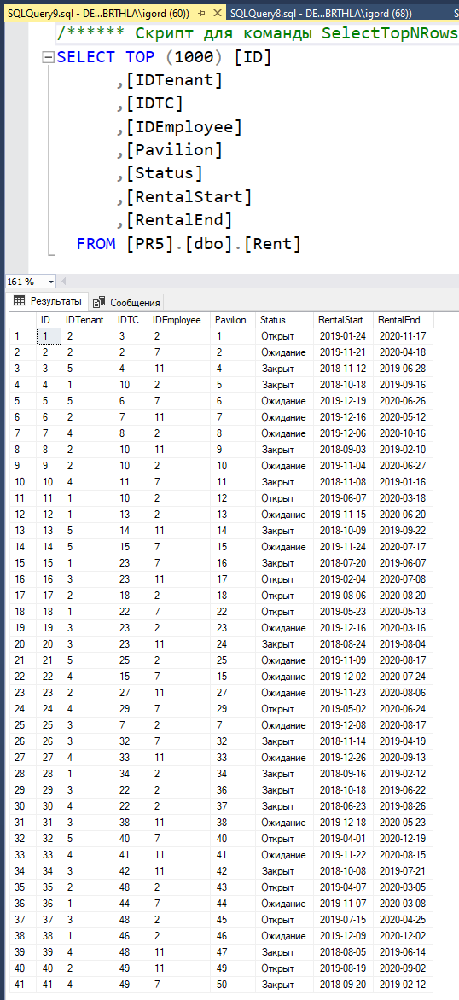 SQLQuery9.sql - DE...BRTHLA\igord (60)) SQLQuery8.sql - DE...BRTHLA\igord (68)) S
/****** Скрипт для команды SelectTopNRows
SELECT TOP (1000) [ID]
,[IDTenant]
,[IDTC]
,[IDEmployee]
,[Pavilion]
,[Status]
,[RentalStart]
,[RentalEnd]
FROM [PR5].[dbo].[Rent]
161 %
Результаты Сообщения
ID IDTenant IDTC IDEmployee Pavilion Status RentalStart RentalEnd
1 1 2 3 2 1 Открыт 2019-01-24 2020-11-17
2 2 2 2 7 2 Ожидание 2019-11-21 2020-04-18
3 3 5 4 11 4 Закрыт 2018-11-12 2019-06-28
4 4 1 10 2 5 Закрыт 2018-10-18 2019-09-16
5 5 5 6 7 6 Ожидание 2019-12-19 2020-06-26
6 6 2 7 11 7 Ожидание 2019-12-16 2020-05-12
7 7 4 8 2 8 Ожидание 2019-12-06 2020-10-16
8 8 2 10 11 9 Закрыт 2018-09-03 2019-02-10
9 9 2 10 2 10 Ожидание 2019-11-04 2020-06-27
10 10 4 11 7 11 Закрыт 2018-11-08 2019-01-16
11 11 1 10 2 12 Открыт 2019-06-07 2020-03-18
12 12 1 13 2 13 Ожидание 2019-11-15 2020-06-20
13 13 5 14 11 14 Закрыт 2018-10-09 2019-09-22
14 14 5 15 7 15 Ожидание 2019-11-24 2020-07-17
15 15 1 23 7 16 Закрыт 2018-07-20 2019-06-07
16 16 3 23 11 17 Открыт 2019-02-04 2020-07-08
17 17 2 18 2 18 Открыт 2019-08-06 2020-08-20
18 18 1 22 7 22 Открыт 2019-05-23 2020-05-13
19 19 3 23 2 23 Ожидание 2019-12-16 2020-03-16
20 20 3 23 11 24 Закрыт 2018-08-24 2019-08-04
21 21 5 25 2 25 Ожидание 2019-11-09 2020-08-17
22 22 4 15 7 15 Ожидание 2019-12-02 2020-07-24
23 23 2 27 11 27 Ожидание 2019-11-23 2020-08-06
24 24 4 29 7 29 Открыт 2019-05-02 2020-06-24
25 25 3 7 2 7 Ожидание 2019-12-08 2020-08-17
26 26 3 32 7 32 Закрыт 2018-11-14 2019-04-19
27 27 4 33 11 33 Ожидание 2019-12-26 2020-09-13
28 28 1 34 2 34 Закрыт 2018-09-16 2019-02-12
29 29 3 22 2 36 Закрыт 2018-10-18 2019-06-22
30 30 4 22 2 37 Закрыт 2018-06-23 2019-08-26
31 31 3 38 11 38 Ожидание 2019-12-18 2020-05-23
32 32 5 40 7 40 Открыт 2019-04-01 2020-12-19
33 33 4 41 11 41 Ожидание 2019-11-22 2020-08-15
34 34 3 42 11 42 Закрыт 2018-10-08 2019-07-21
35 35 2 48 2 43 Открыт 2019-04-07 2020-03-05
36 36 1 44 7 44 Ожидание 2019-11-07 2020-03-08
37 37 3 48 2 45 Открыт 2019-07-15 2020-04-25
38 38 1 46 2 46 Ожидание 2019-12-09 2020-12-02
39 39 4 48 11 47 Закрыт 2018-08-05 2019-06-14
40 40 2 49 11 49 Открыт 2019-08-19 2020-09-02
41 41 4 49 7 50 Закрыт 2018-09-20 2019-02-12